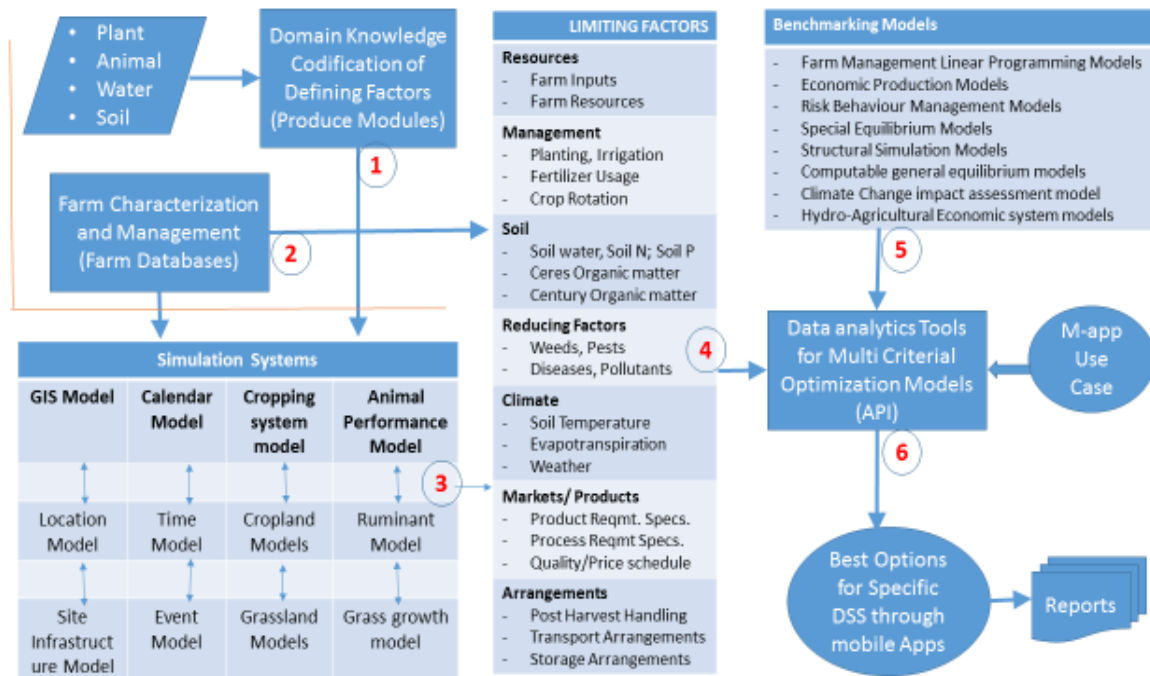 • Plant
• Animal
• Water
• Soil
Domain Knowledge
Codification of
Defining Factors
(Produce Modules)
1
Farm Characterization
and Management
(Farm Databases)
2
Simulation Systems
GIS Model
Calendar
Model
Cropping
system
model
Animal
Performance
Model
Location
Model
Time
Model
Cropland
Models
Ruminant
Model
Site
Infrastruct
ure Model
Event
Model
Grassland
Models
Grass growth
model
3
LIMITING FACTORS
Resources
- Farm Inputs
- Farm Resources
Management
- Planting, Irrigation
- Fertilizer Usage
- Crop Rotation
Soil
- Soil water, Soil N; Soil P
- Ceres Organic matter
- Century Organic matter
Reducing Factors
- Weeds, Pests
- Diseases, Pollutants
4
Climate
- Soil Temperature
- Evapotranspiration
- Weather
Markets/ Products
- Product Reqmt. Specs.
- Process Reqmt Specs.
- Quality/Price schedule
Arrangements
- Post Harvest Handling
- Transport Arrangements
- Storage Arrangements
Benchmarking Models
- Farm Management Linear Programming Models
- Economic Production Models
- Risk Behaviour Management Models
- Special Equilibrium Models
- Structural Simulation Models
- Computable general equilibrium models
- Climate Change impact assessment model
- Hydro-Agricultural Economic system models
5
Data analytics Tools
for Multi Criterial
Optimization Models
(API)
M-app
Use
Case
6
Best Options
for Specific
DSS through
mobile Apps
Reports